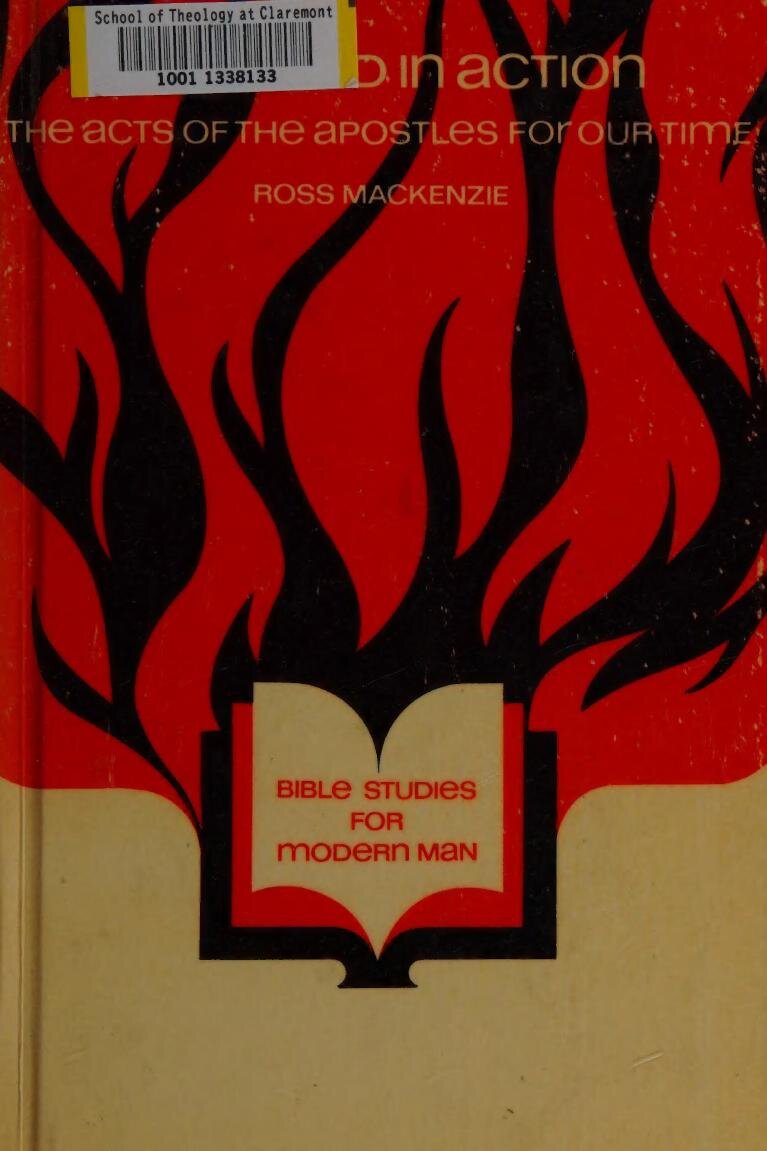 School of Theology at Claremont
1001 1338133
D in action
THe acts of THe apostles For our time
ROSS MACKENZIE
BIBLe STUDIes
FOR
moDern man